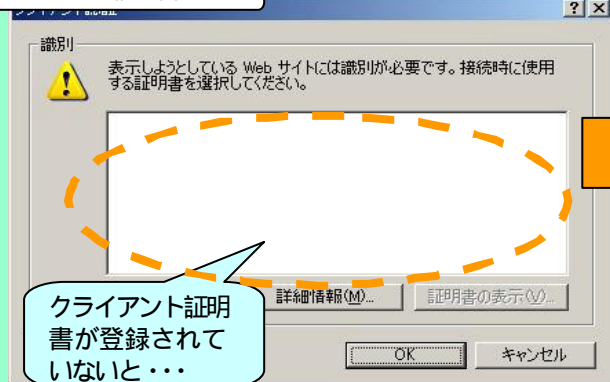 識別
表示しようとしている Web サイトには識別が必要です。接続時に使用
する証明書を選択してください。
詳細情報(M)...
証明書の表示(V)...
クライアント証明
書が登録されて
いないと・・・
OK
キャンセル